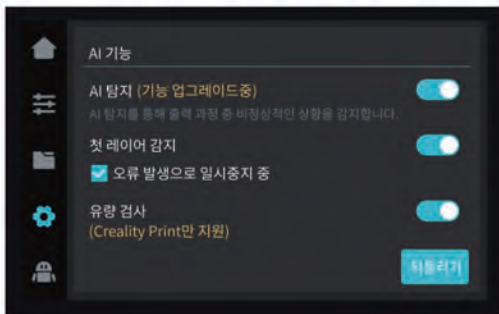 AI 기능
AI 탐지 (기능 업그레이드중)
AI 탐지를 통해 출력 과정 중 비정상적인 상황을 감지합니다.
첫 레이어 감지
오류 발생으로 일시중지 중
유량 검사
(Creality Print만 지원)
되돌리기